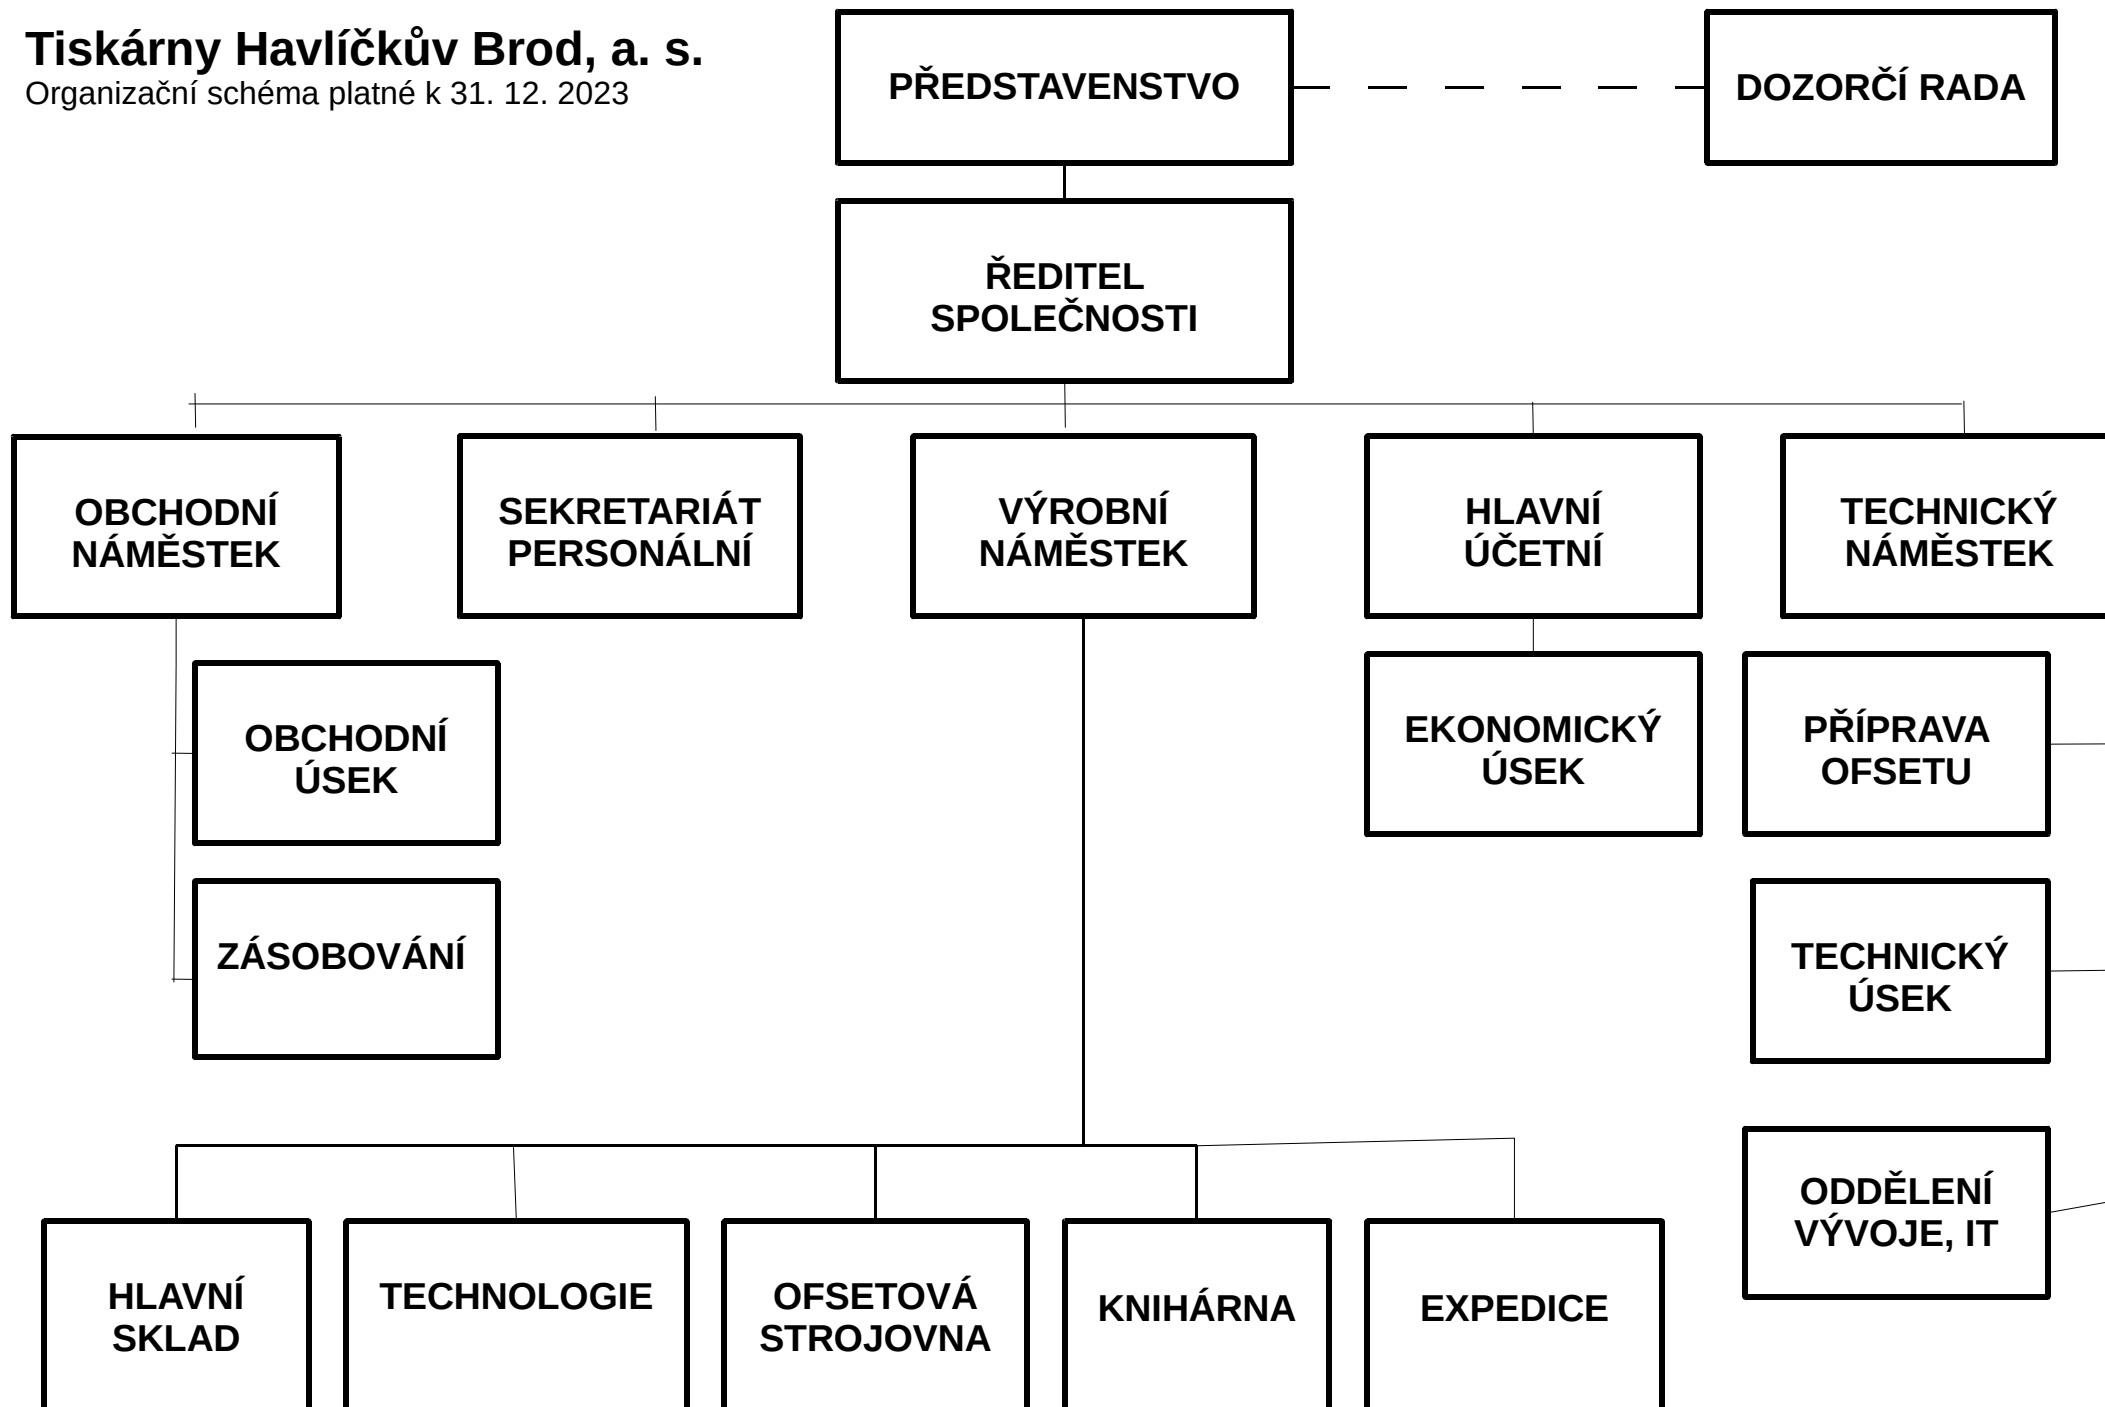 Tiskárny Havlíčkův Brod, a. s.
Organizační schéma platné k 31. 12. 2023
PŘEDSTAVENSTVO
DOZORČÍ RADA
ŘEDITEL
SPOLEČNOSTI
OBCHODNÍ
NÁMĚSTEK
SEKRETARIÁT
PERSONÁLNÍ
VÝROBNÍ
NÁMĚSTEK
HLAVNÍ
ÚČETNÍ
TECHNICKÝ
NÁMĚSTEK
OBCHODNÍ
ÚSEK
EKONOMICKÝ
ÚSEK
PŘÍPRAVA
OFSETU
ZÁSOBOVÁNÍ
TECHNICKÝ
ÚSEK
ODDĚLENÍ
VÝVOJE, IT
HLAVNÍ
SKLAD
TECHNOLOGIE
OFSETOVÁ
STROJOVNA
KNIHÁRNA
EXPEDICE